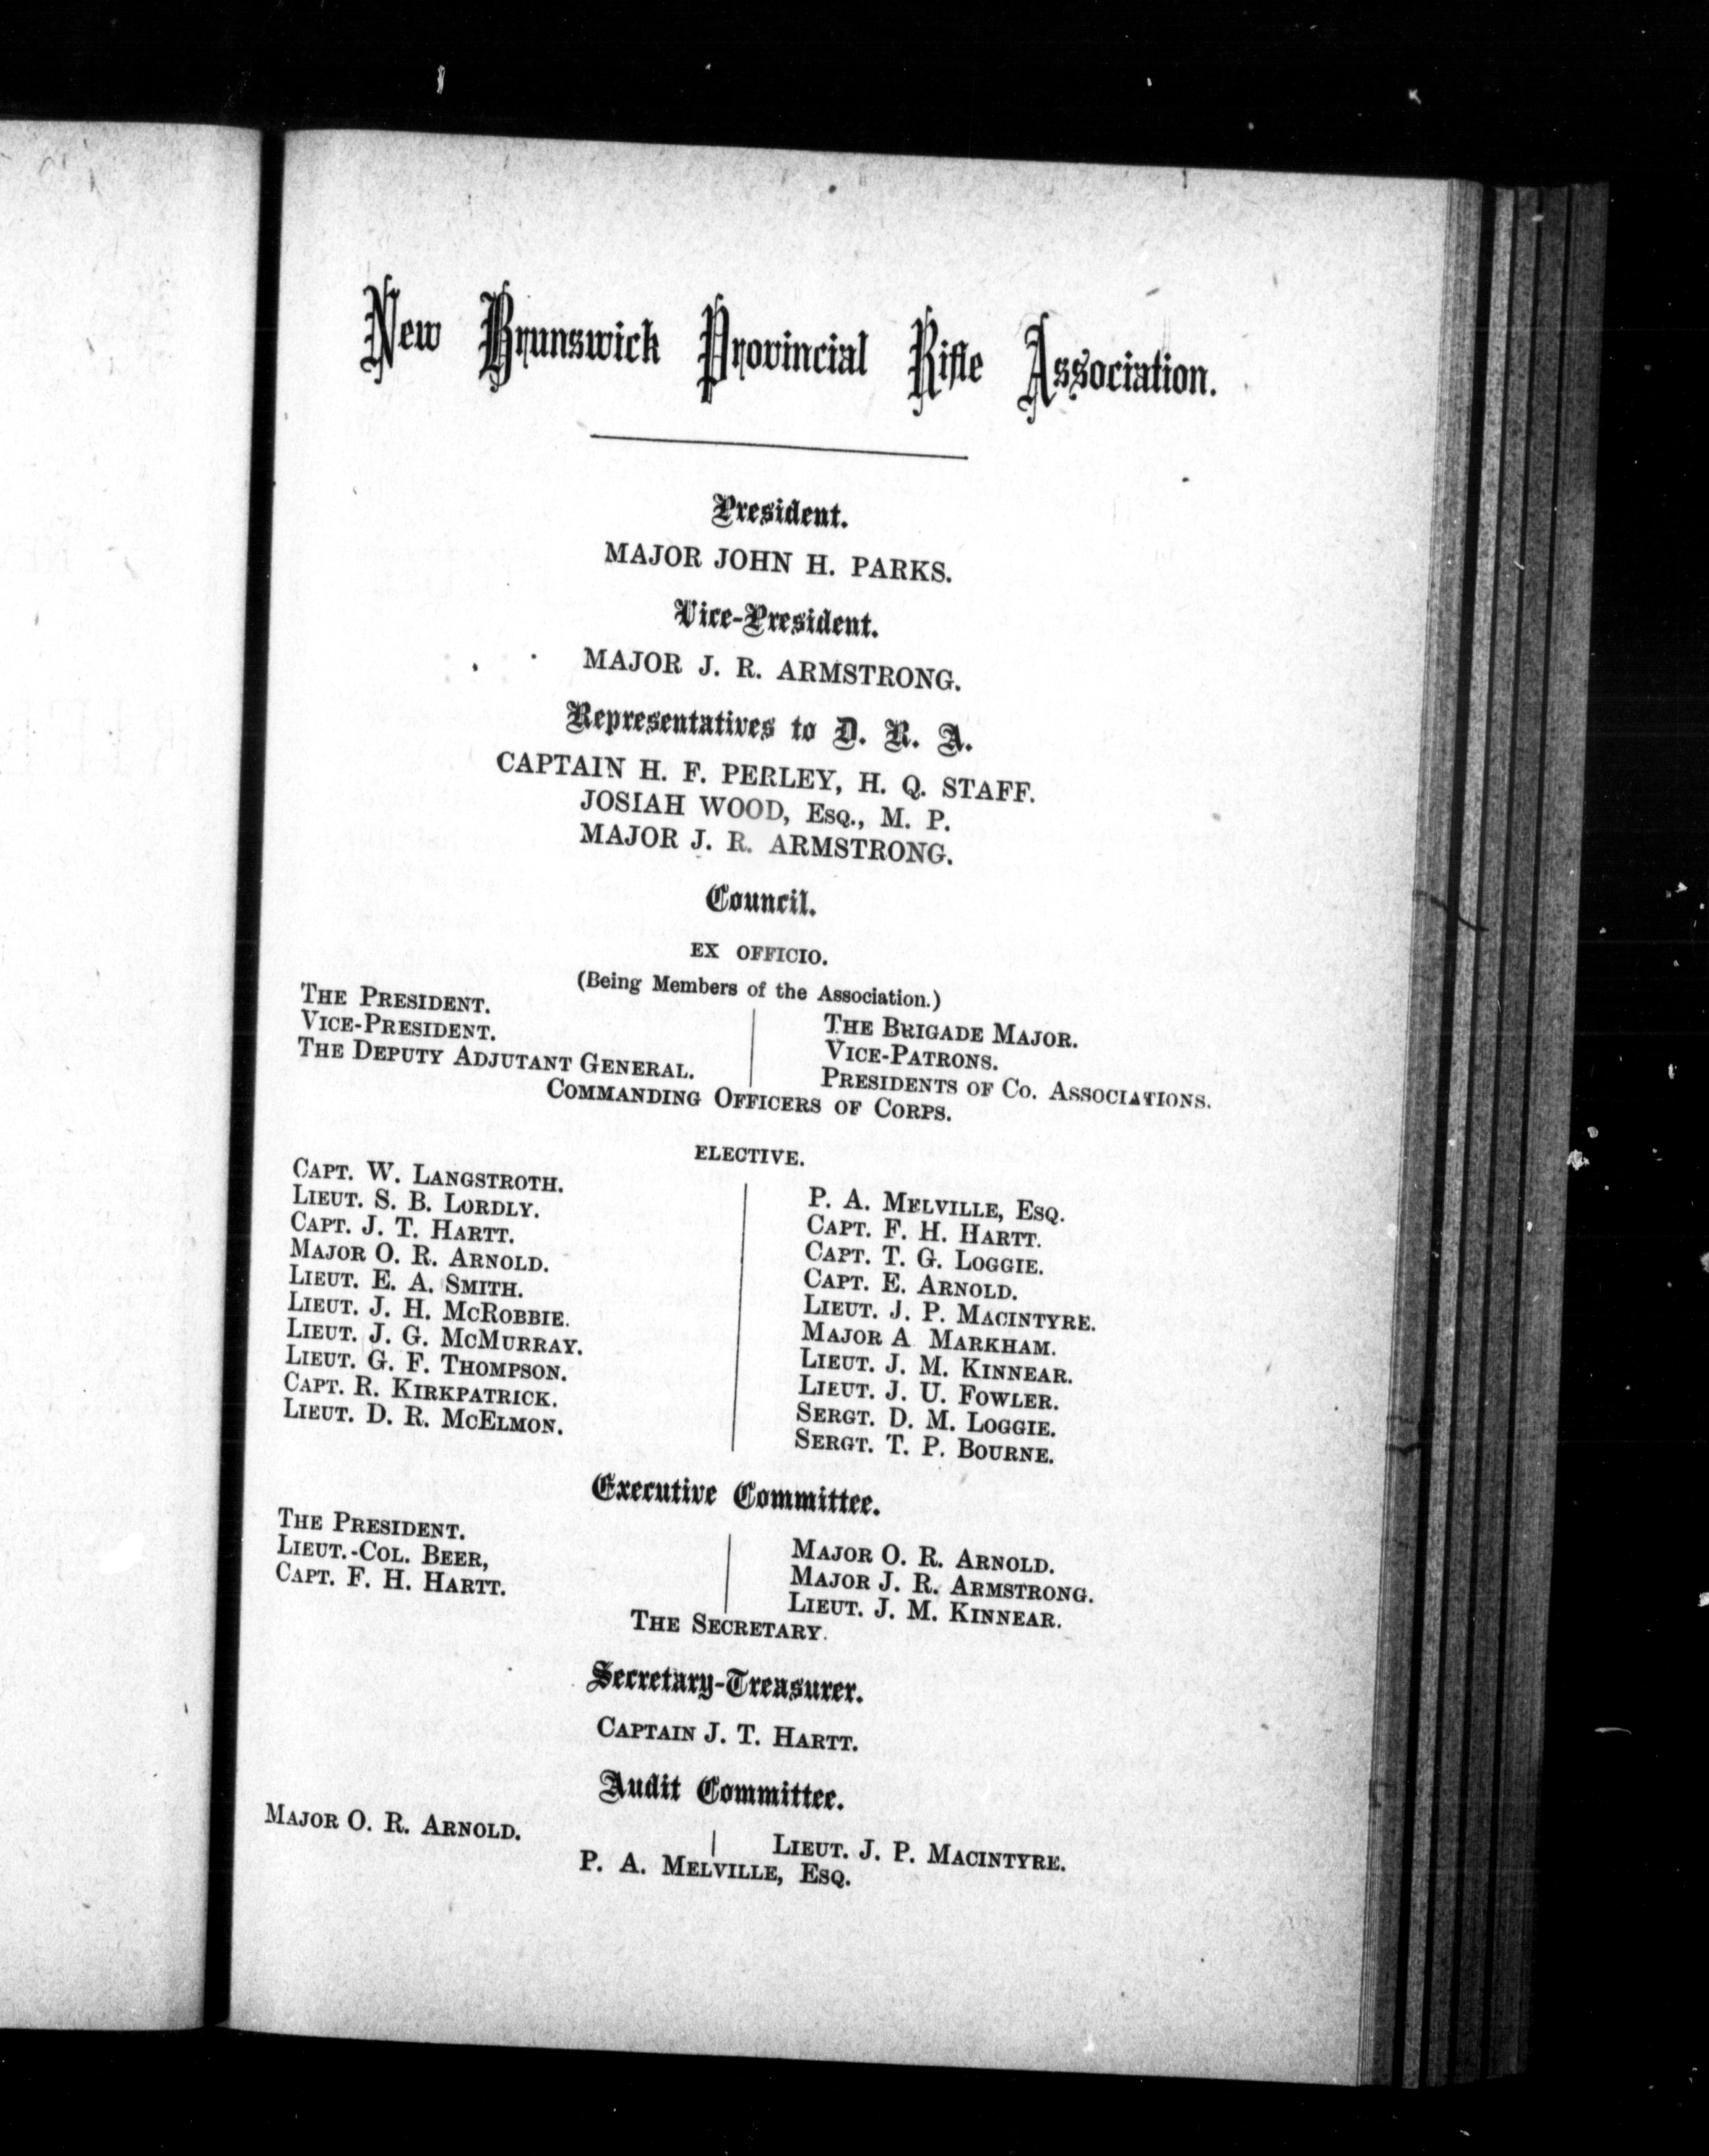 New Brunswick Provincial Rifle Association.
President.
MAJOR JOHN H. PARKS.
Vice-President.
MAJOR J. R. ARMSTRONG.
Representatives to D. R. A.
CAPTAIN H. F. PERLEY, H. Q. STAFF.
JOSIAH WOOD, ESQ., M. P.
MAJOR J. R. ARMSTRONG.
Council.
EX OFFICIO.
(Being Members of the Association.)
THE PRESIDENT.
VICE-PRESIDENT.
THE DEPUTY ADJUTANT GENERAL.
THE BRIGADE MAJOR.
VICE-PATRONS.
PRESIDENTS OF CO. ASSOCIATIONS.
COMMANDING OFFICERS OF CORPS.
ELECTIVE.
CAPT. W. LANGSTROTH.
LIEUT. S. B. LORDLY.
CAPT. J. T. HARTT.
MAJOR O. R. ARNOLD.
LIEUT. E. A. SMITH.
LIEUT. J. H. MCROBBIE.
LIEUT. J. G. MCMURRAY.
LIEUT. G. F. THOMPSON.
CAPT. R. KIRKPATRICK.
LIEUT. D. R. MCELMON.
P. A. MELVILLE, ESQ.
CAPT. F. H. HARTT.
CAPT. T. G. LOGGIE.
CAPT. E. ARNOLD.
LIEUT. J. P. MACINTYRE.
MAJOR A MARKHAM.
LIEUT. J. M. KINNEAR.
LIEUT. J. U. FOWLER.
SERGT. D. M. LOGGIE.
SERGT. T. P. BOURNE.
Executive Committee.
THE PRESIDENT.
LIEUT.-COL. BEER,
CAPT. F. H. HARTT.
MAJOR O. R. ARNOLD.
MAJOR J. R. ARMSTRONG.
LIEUT. J. M. KINNEAR.
THE SECRETARY.
Secretary-Treasurer.
CAPTAIN J. T. HARTT.
Audit Committee.
MAJOR O. R. ARNOLD.
LIEUT. J. P. MACINTYRE.
P. A. MELVILLE, ESQ.